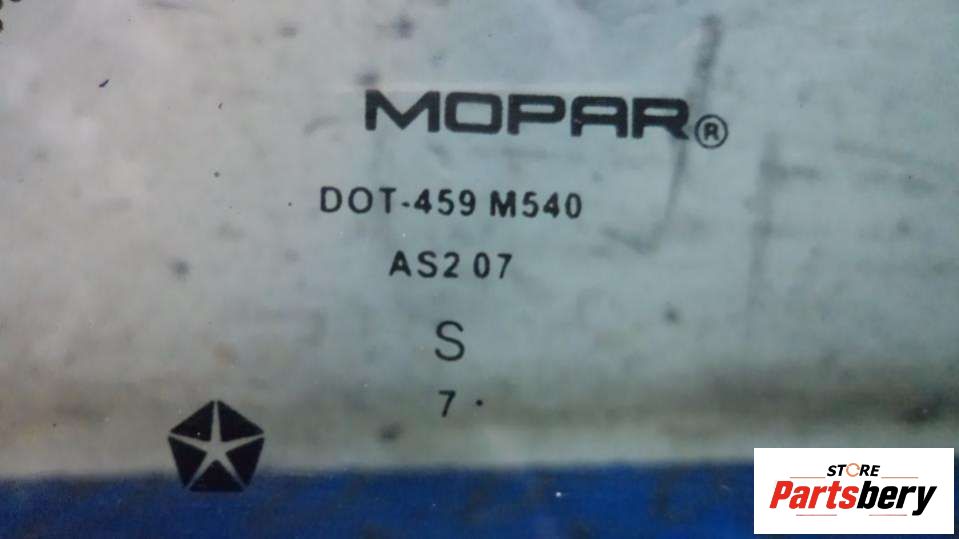 MOPAR®
DOT-459 M540
AS2 07
S
7 .
STORE
Partsbery